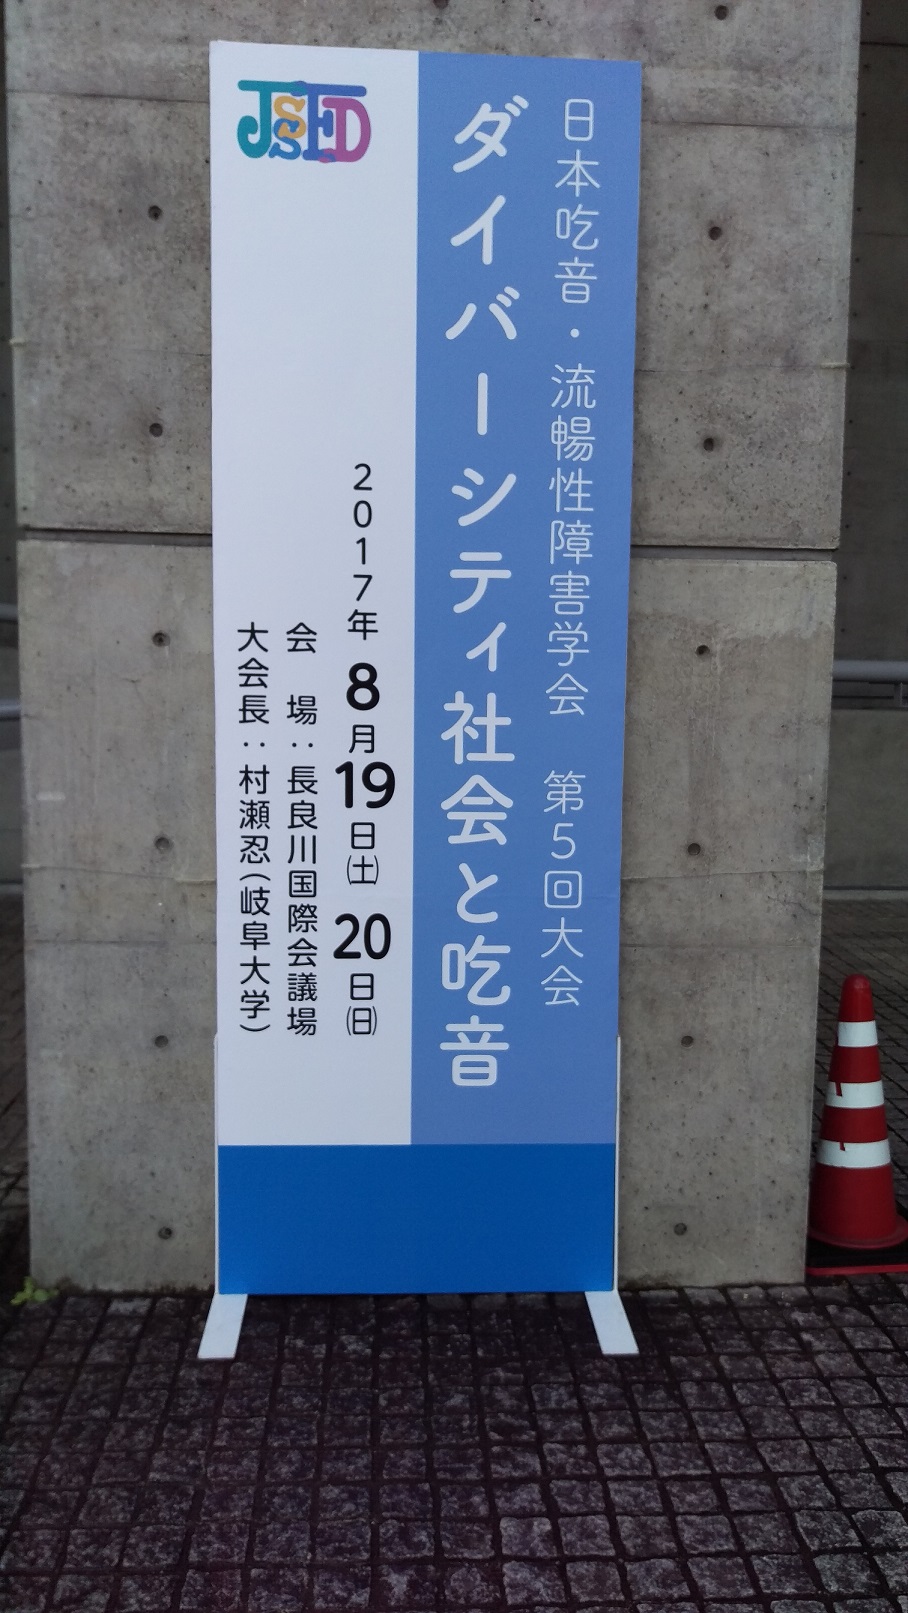 日本吃音・流暢性障害学会　第5回大会
ダイバーシティ社会と吃音
2017年8月19日(土) 20日(日)
会　場：長良川国際会議場
大会長：村瀬忍(岐阜大学)
JSSFD